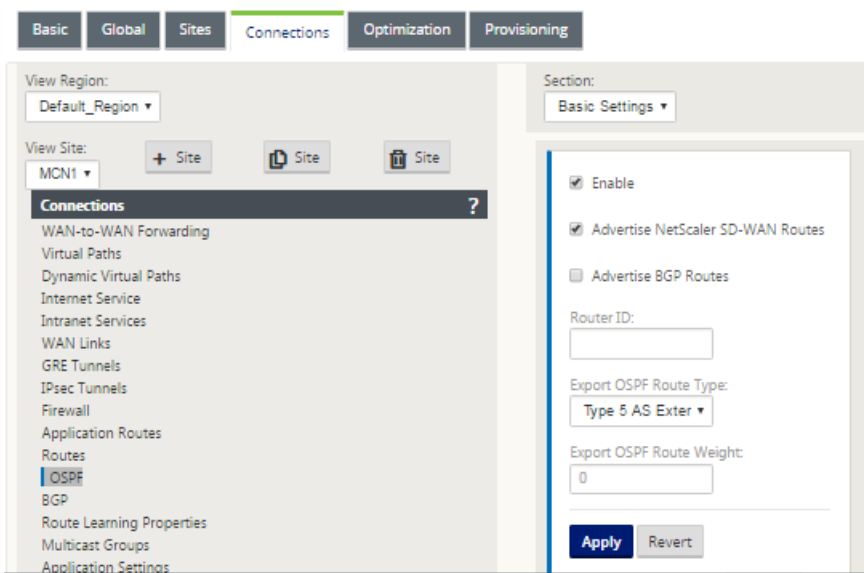 Basic Global Sites Connections Optimization Provisioning
View Region:
Default_Region
View Site:
MCN1
+ Site Site Site
Connections ?
WAN-to-WAN Forwarding
Virtual Paths
Dynamic Virtual Paths
Internet Service
Intranet Services
WAN Links
GRE Tunnels
IPsec Tunnels
Firewall
Application Routes
Routes
OSPF
BGP
Route Learning Properties
Multicast Groups
Application Settings
Section:
Basic Settings
Enable
Advertise NetScaler SD-WAN Routes
Advertise BGP Routes
Router ID:
Export OSPF Route Type:
Type 5 AS Exter
Export OSPF Route Weight:
0
Apply Revert